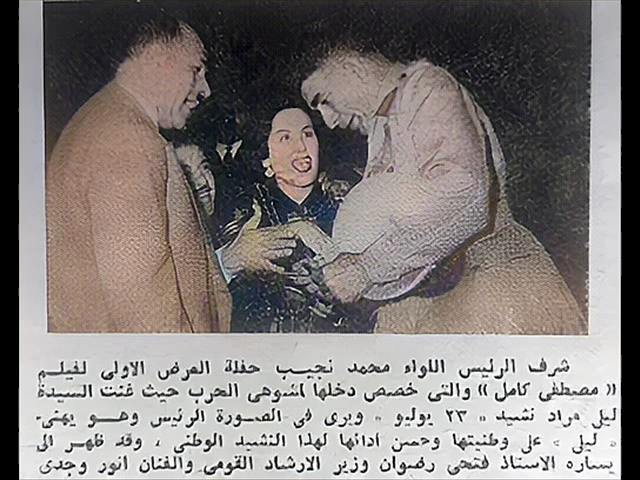 شرف الرئيس اللواء محمد نجيب حفلة العرض الاولى لفيلم
« مصطفى كامل » والتى خصص دخلها لمشوهى الحرب حيث غنت السيدة
ليلى مراد نشيد « ٢٣ يوليو » ويرى فى الصورة الرئيس وهو يهنى
« ليلى » على وطنيتها وحسن ادائها لهذا النشيد الوطنى ، وقد ظهر الى
يساره الاستاذ فتحى رضوان وزير الارشاد القومى والفنان انور وجدى